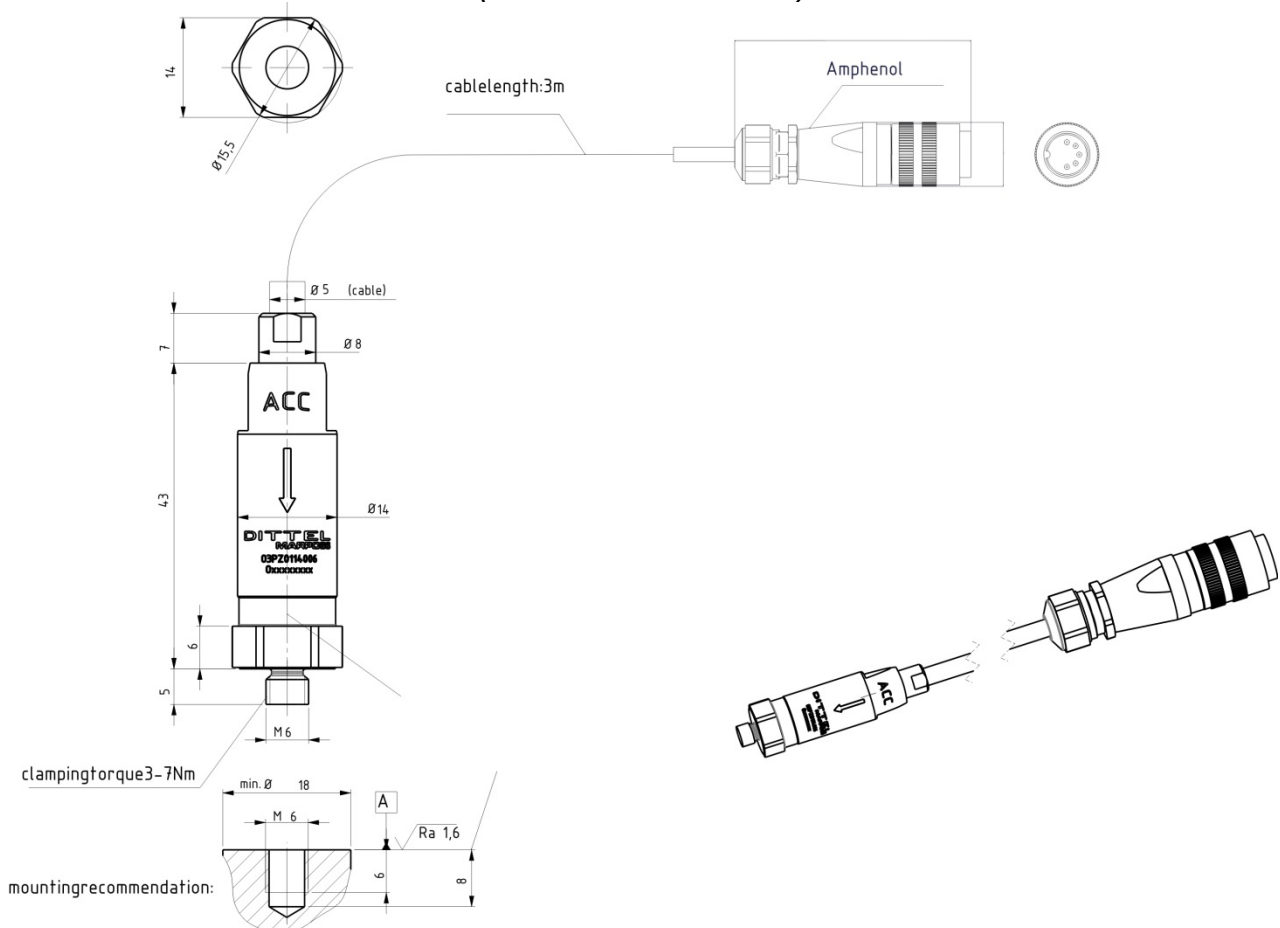 14
Ø15,5
cablelength:3m
Amphenol
Ø 5 (cable)
7
Ø 8
ACC
43
Ø14
DITTEL
MARPOSS
03PZ0114006
0xxxxxxxx
6
5
M 6
clampingtorque3-7Nm
min. Ø 18
M 6
A
Ra 1,6
6
8
mountingrecommendation:
ACC
DITTEL